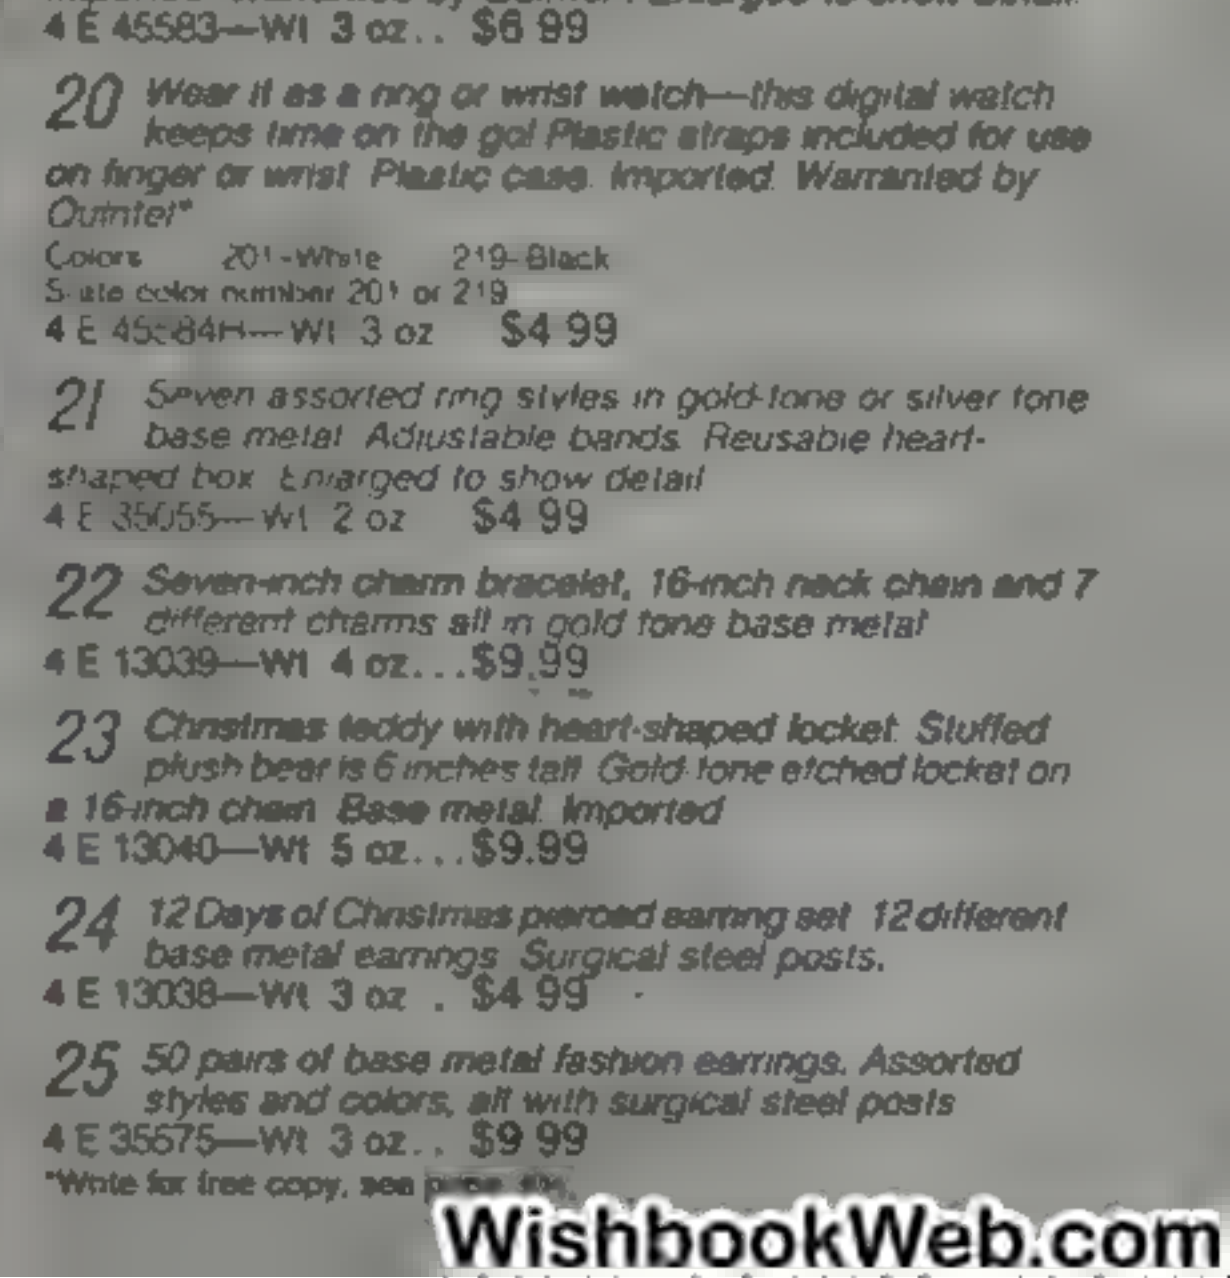 4 E 45583—Wt 3 oz.. $6 99
20 Wear it as a ring or wrist watch—this digital watch
keeps time on the go! Plastic straps included for use
on finger or wrist Plastic case. Imported. Warranted by
Quintel*
Colors 201-White 219-Black
State color number 201 or 219
4 E 45584H—Wt 3 oz $4 99
21 Seven assorted ring styles in gold-tone or silver tone
base metal Adjustable bands. Reusable heart-
shaped box Enlarged to show detail
4 E 35055—Wt 2 oz $4 99
22 Seven-inch charm bracelet, 16-inch neck chain and 7
different charms all in gold tone base metal
4 E 13039—Wt 4 oz...$9.99
23 Christmas teddy with heart-shaped locket. Stuffed
plush bear is 6 inches tall Gold-tone etched locket on
a 16-inch chain Base metal. Imported
4 E 13040—Wt 5 oz...$9.99
24 12 Days of Christmas pierced earring set 12 different
base metal earrings Surgical steel posts.
4 E 13038—Wt 3 oz . $4 99
25 50 pairs of base metal fashion earrings. Assorted
styles and colors, all with surgical steel posts
4 E 35675—Wt 3 oz.. $9 99
*Write for free copy, see
WishbookWeb.com